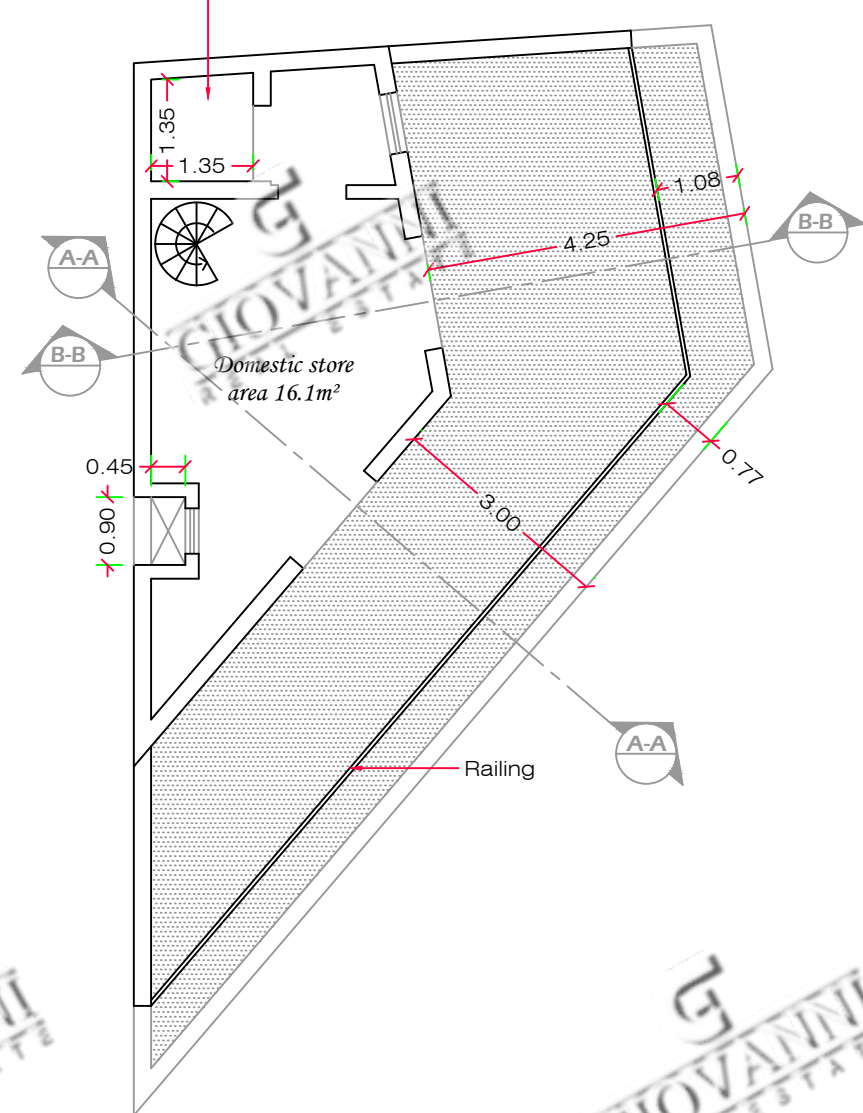 1.35
1.35
1.08
4.25
B-B
A-A
B-B
GIOVANNI
Domestic store
area 16.1m²
0.45
0.90
3.00
0.77
A-A
Railing